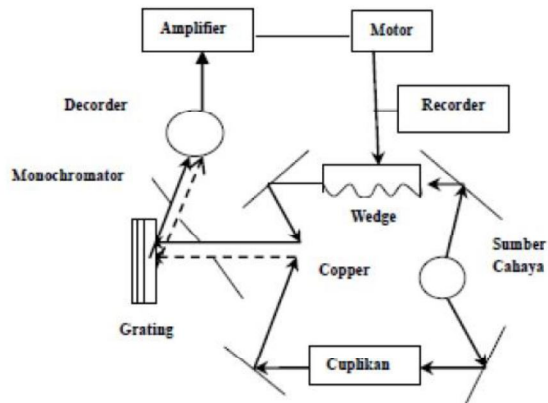 Amplifier
Motor
Decorder
Recorder
Monochromator
Wedge
Sumber
Cahaya
Copper
Grating
Cuplikan